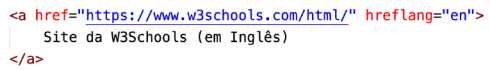 <a href="https://www.w3schools.com/html/" hreflang="en">
Site da W3Schools (em Inglês)
</a>